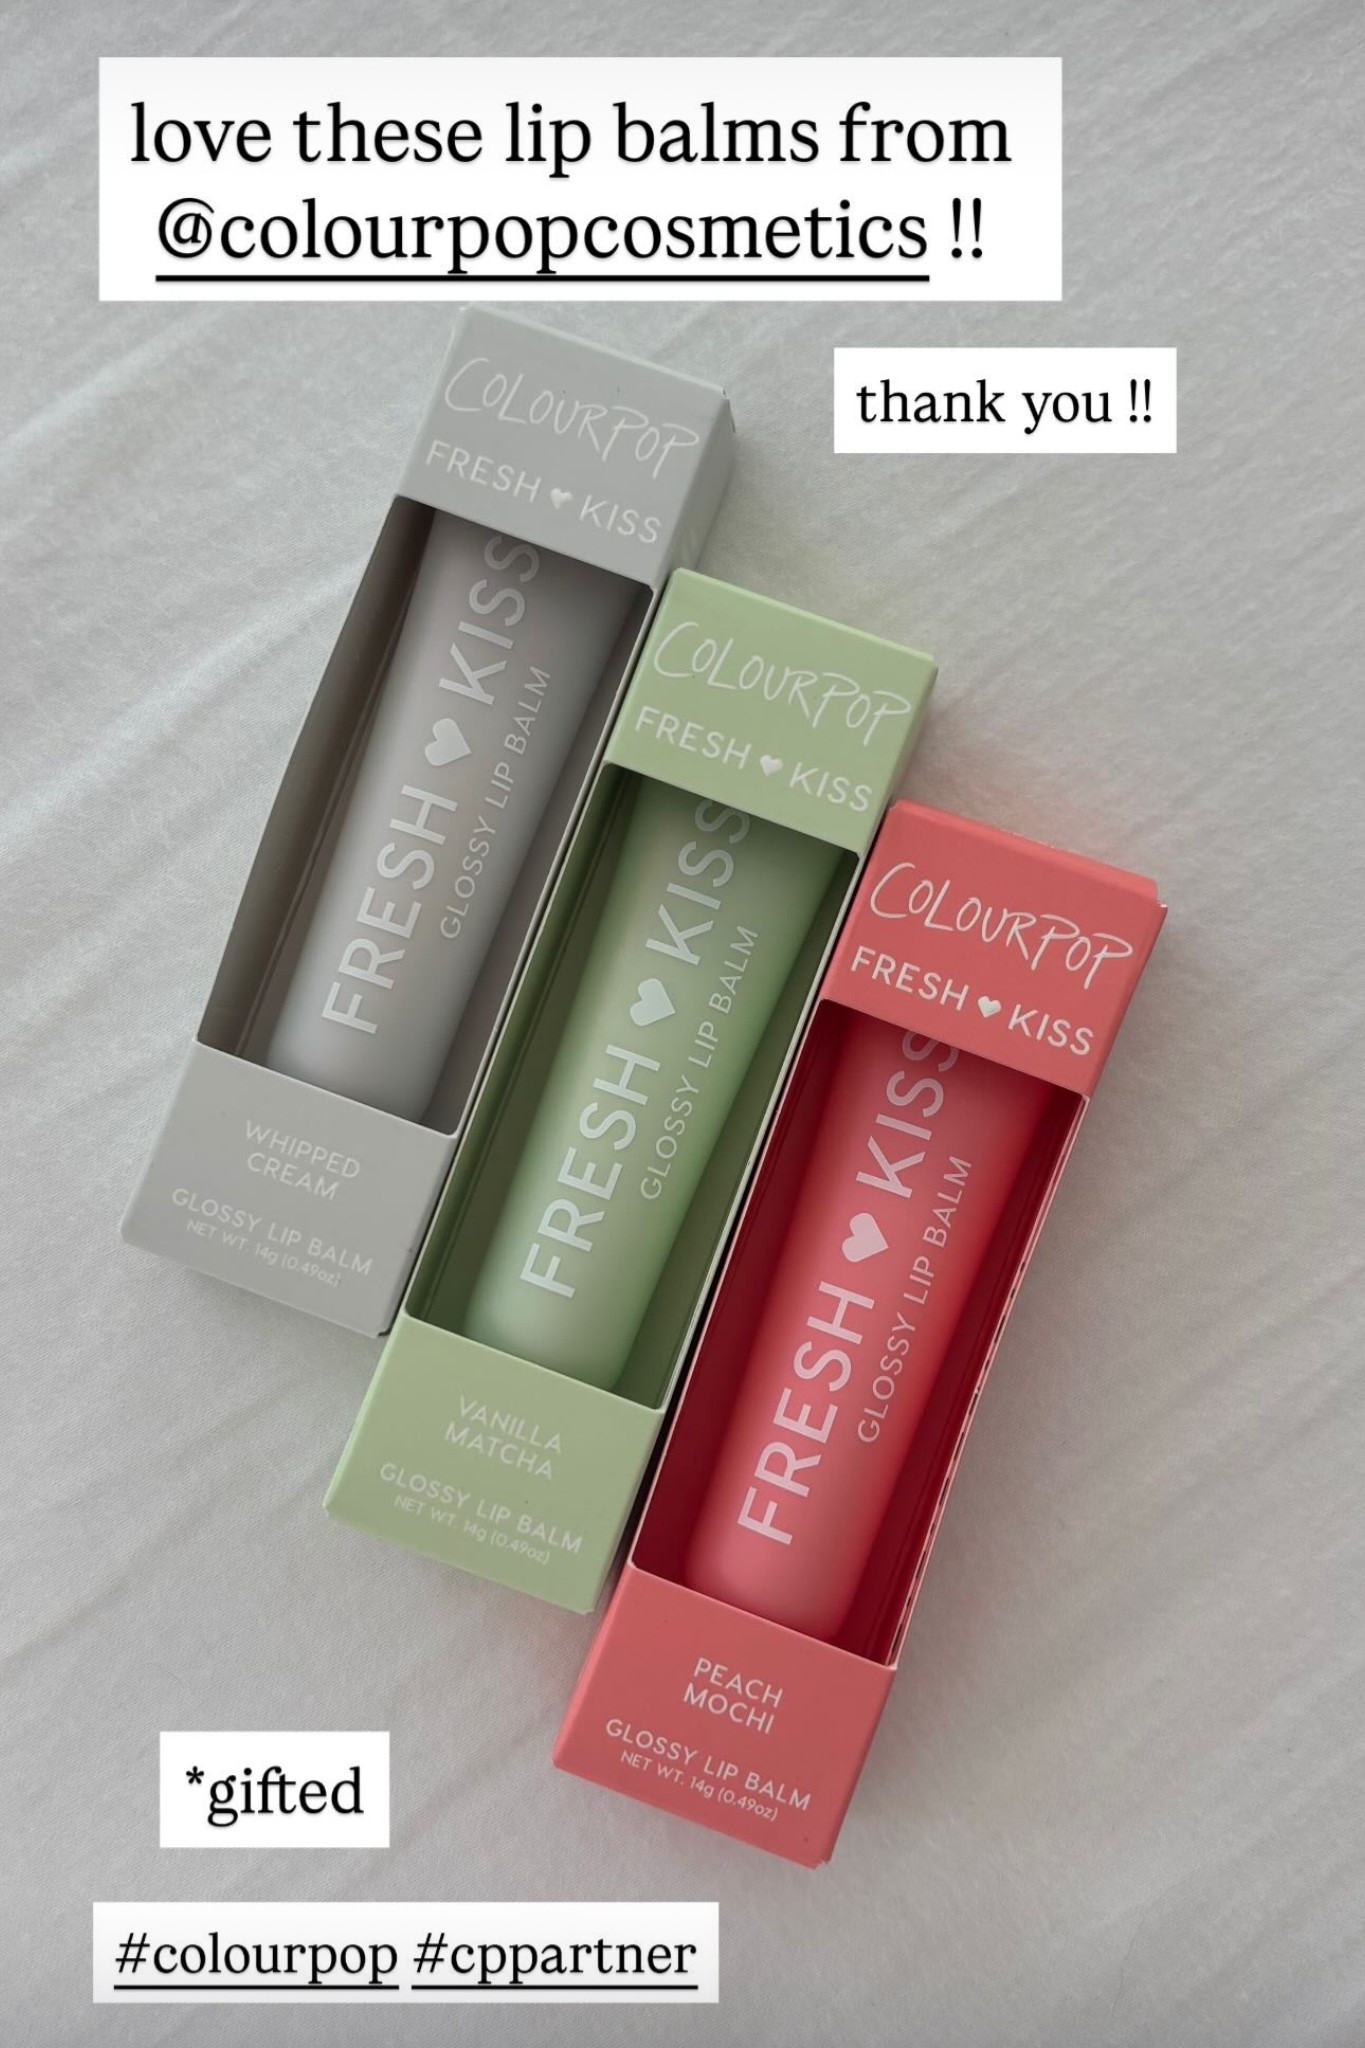 love these lip balms from
@colourpopcosmetics !!
thank you !!
COLOURPOP
FRESH KISS
FRESH KISS
GLOSSY LIP BALM
WHIPPED
CREAM
GLOSSY LIP BALM
NET WT. 14g (0.49oz)
COLOURPOP
FRESH KISS
FRESH KISS
GLOSSY LIP BALM
VANILLA
MATCHA
GLOSSY LIP BALM
NET WT. 14g (0.49oz)
COLOURPOP
FRESH KISS
FRESH KISS
GLOSSY LIP BALM
PEACH
MOCHI
GLOSSY LIP BALM
NET WT. 14g (0.49oz)
*gifted
#colourpop #cppartner